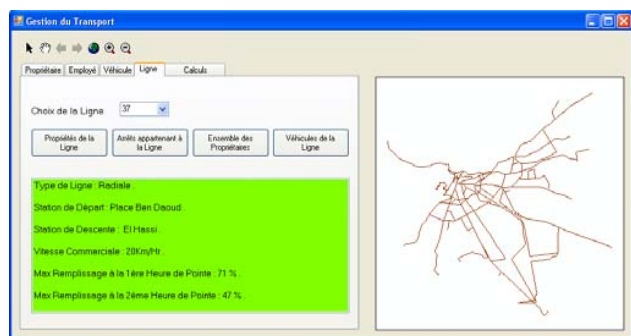 Gestion du Transport
Propriétaire Employé Véhicule Ligne Calculs
Choix de la Ligne 37
Propriétés de la Ligne
Arrêts appartenant à la Ligne
Ensemble des Propriétaires
Véhicules de la Ligne
Type de Ligne : Radiale .
Station de Départ : Place Ben Daoud .
Station de Descente : El Hassi .
Vitesse Commerciale : 20Km/Hr .
Max Remplissage à la 1ère Heure de Pointe : 71 % .
Max Remplissage à la 2ème Heure de Pointe : 47 % .